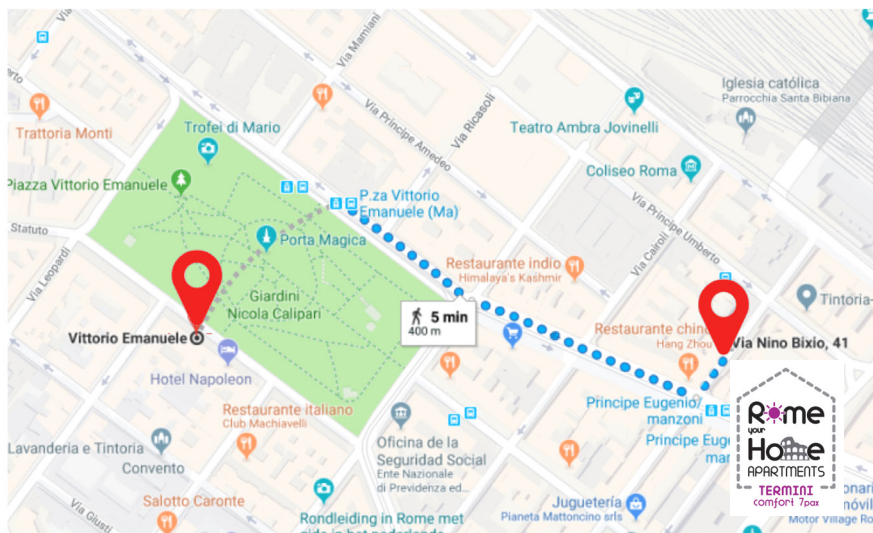 Via Mamiani
Trattoria Monti
Trofei di Mario
Via Principe Amedeo
Via Ricasoli
Iglesia católica
Parrocchia Santa Bibiana
Teatro Ambra Jovinelli
Coliseo Roma
Piazza Vittorio Emanuele
P.za Vittorio
Emanuele (Ma)
Statuto
Via Leopardi
Porta Magica
Via Principe Umberto
Via Cairoli
Restaurante indio
Himalaya's Kashmir
Giardini
Nicola Calipari
5 min
400 m
Tintoria-
Restaurante chino
Hang Zhou
Vittorio Emanuele
Via Nino Bixio, 41
Hotel Napoleon
Principe Eugenio/
manzoni
Principe Eug
Restaurante italiano
Club Machiavelli
Rome
your
Home
APARTMENTS
TERMINI
comfort 7pax
Lavanderia e Tintoria
Convento
Oficina de la
Seguridad Social
Ente Nazionale
di Previdenza ed...
Salotto Caronte
Juguetería
Pianeta Mattoncino srls
Via Giusti
Rondleiding in Rome met
Motor Village Ro